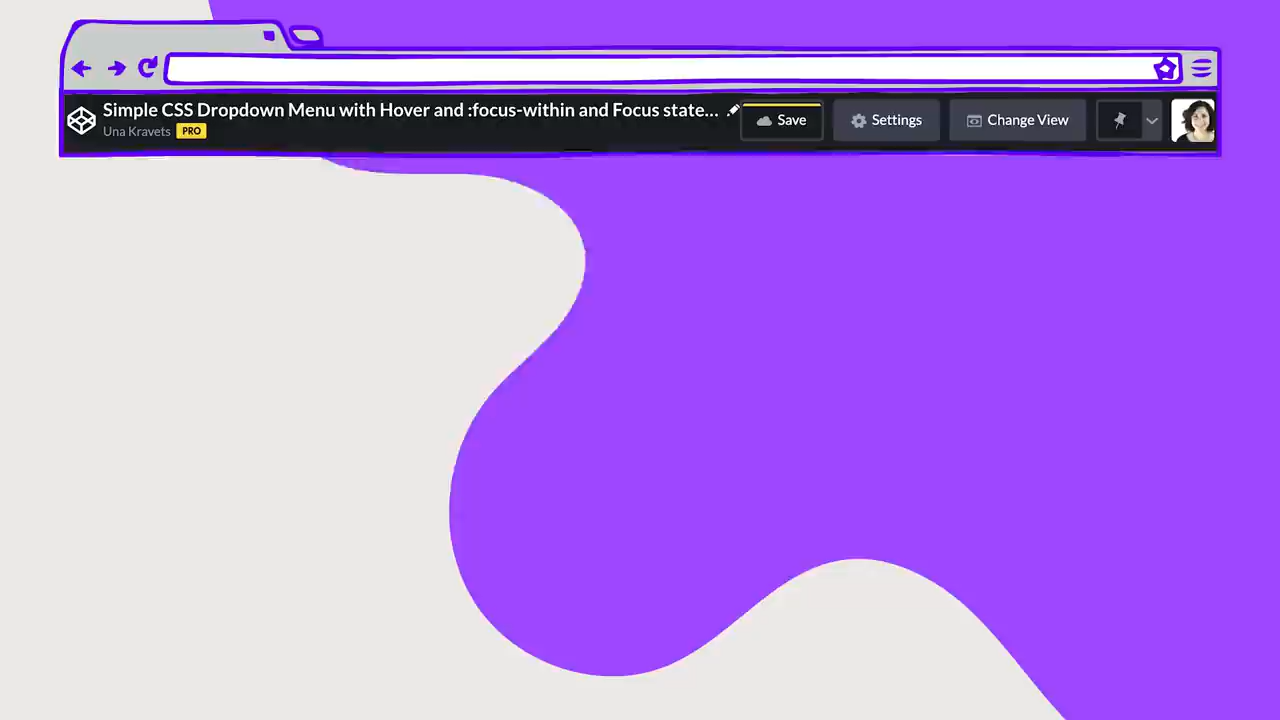 Simple CSS Dropdown Menu with Hover and :focus-within and Focus state...
Una Kravets PRO
Save
Settings
Change View